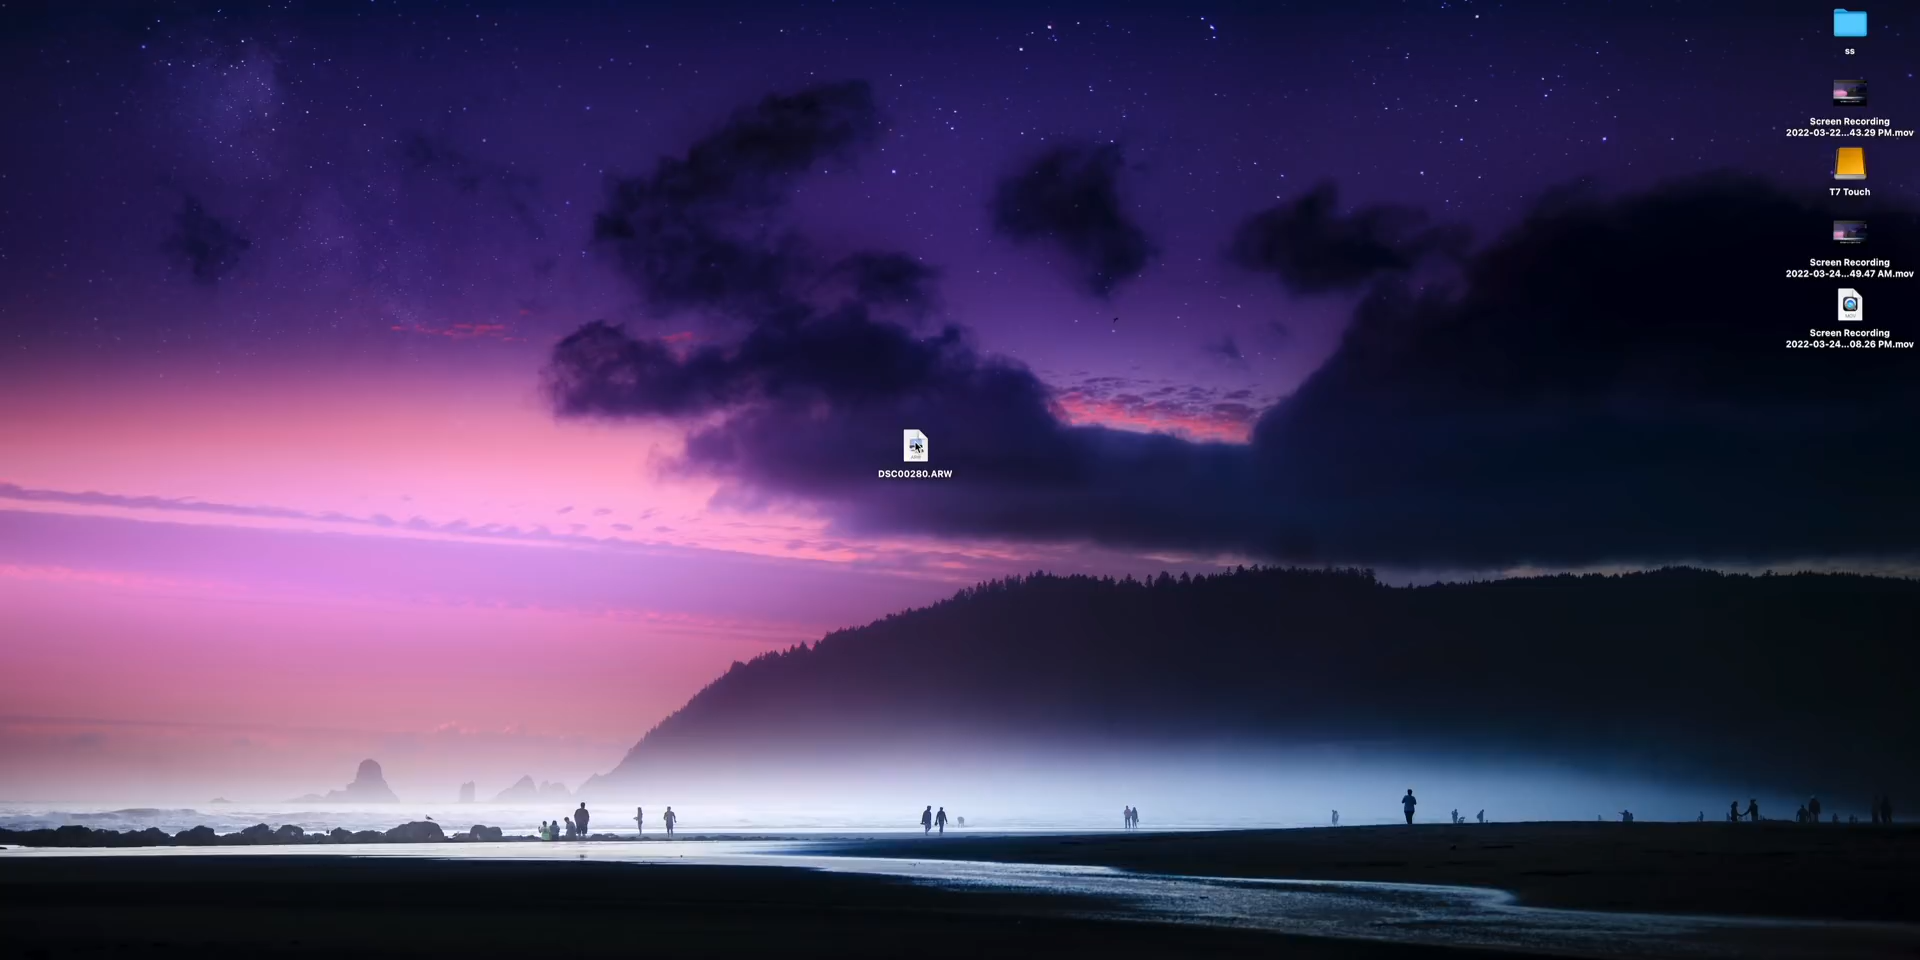 ss
Screen Recording
2022-03-22...43.29 PM.mov
T7 Touch
Screen Recording
2022-03-24...49.47 AM.mov
Screen Recording
2022-03-24...08.26 PM.mov
DSC00280.ARW